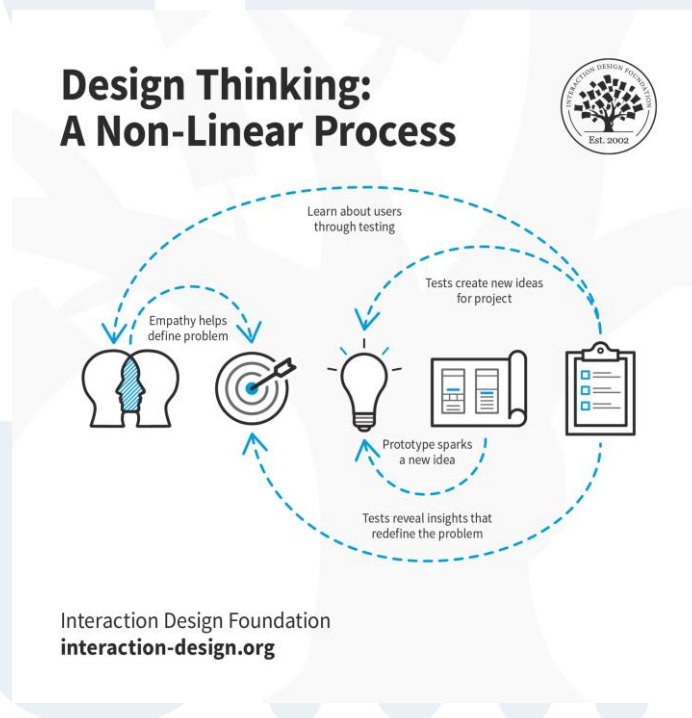 Design Thinking:
A Non-Linear Process
INTERACTION DESIGN FOUNDATION
Est. 2002
Learn about users
through testing
Tests create new ideas
for project
Empathy helps
define problem
Prototype sparks
a new idea
Tests reveal insights that
redefine the problem
Interaction Design Foundation
interaction-design.org